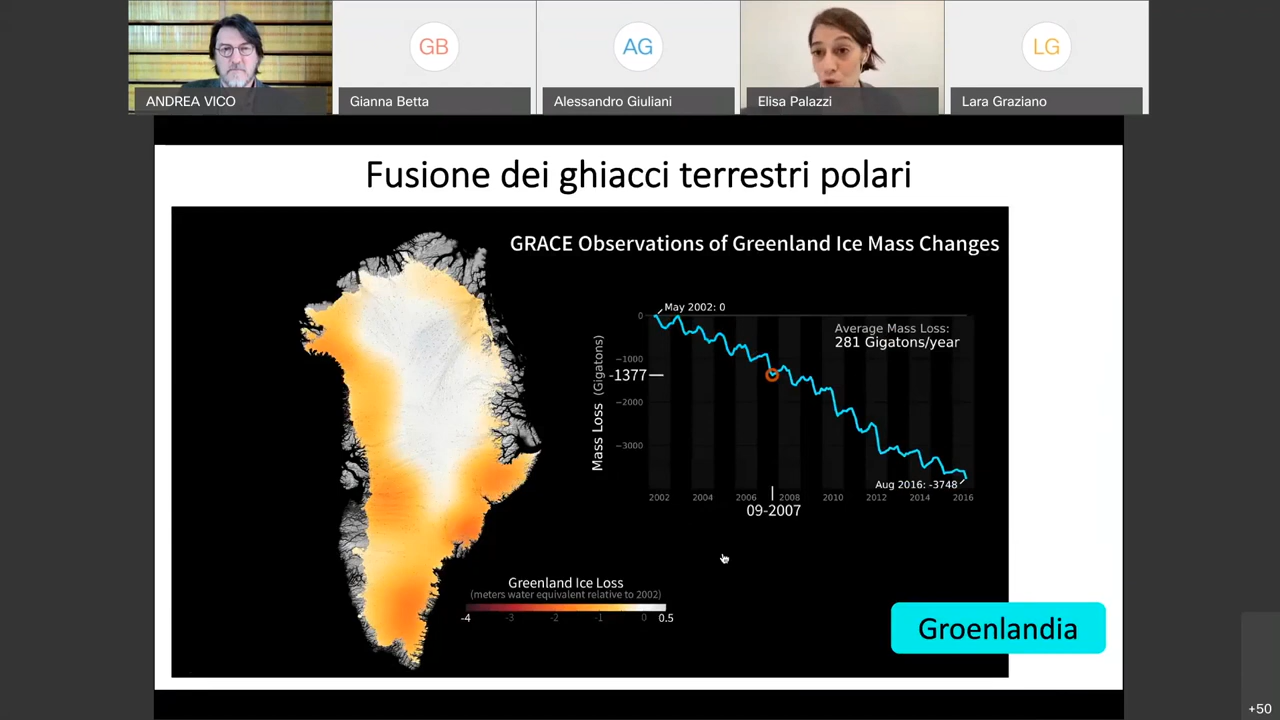 GB
AG
LG
ANDREA VICO
Gianna Betta
Alessandro Giuliani
Elisa Palazzi
Lara Graziano
Fusione dei ghiacci terrestri polari
GRACE Observations of Greenland Ice Mass Changes
May 2002: 0
0
Average Mass Loss:
281 Gigatons/year
-1000
-1377
-2000
-3000
Mass Loss (Gigatons)
Aug 2016: -3748
2002 2004 2006 2008 2010 2012 2014 2016
09-2007
Greenland Ice Loss
(meters water equivalent relative to 2002)
-4 -3 -2 -1 0 0.5
Groenlandia
+50